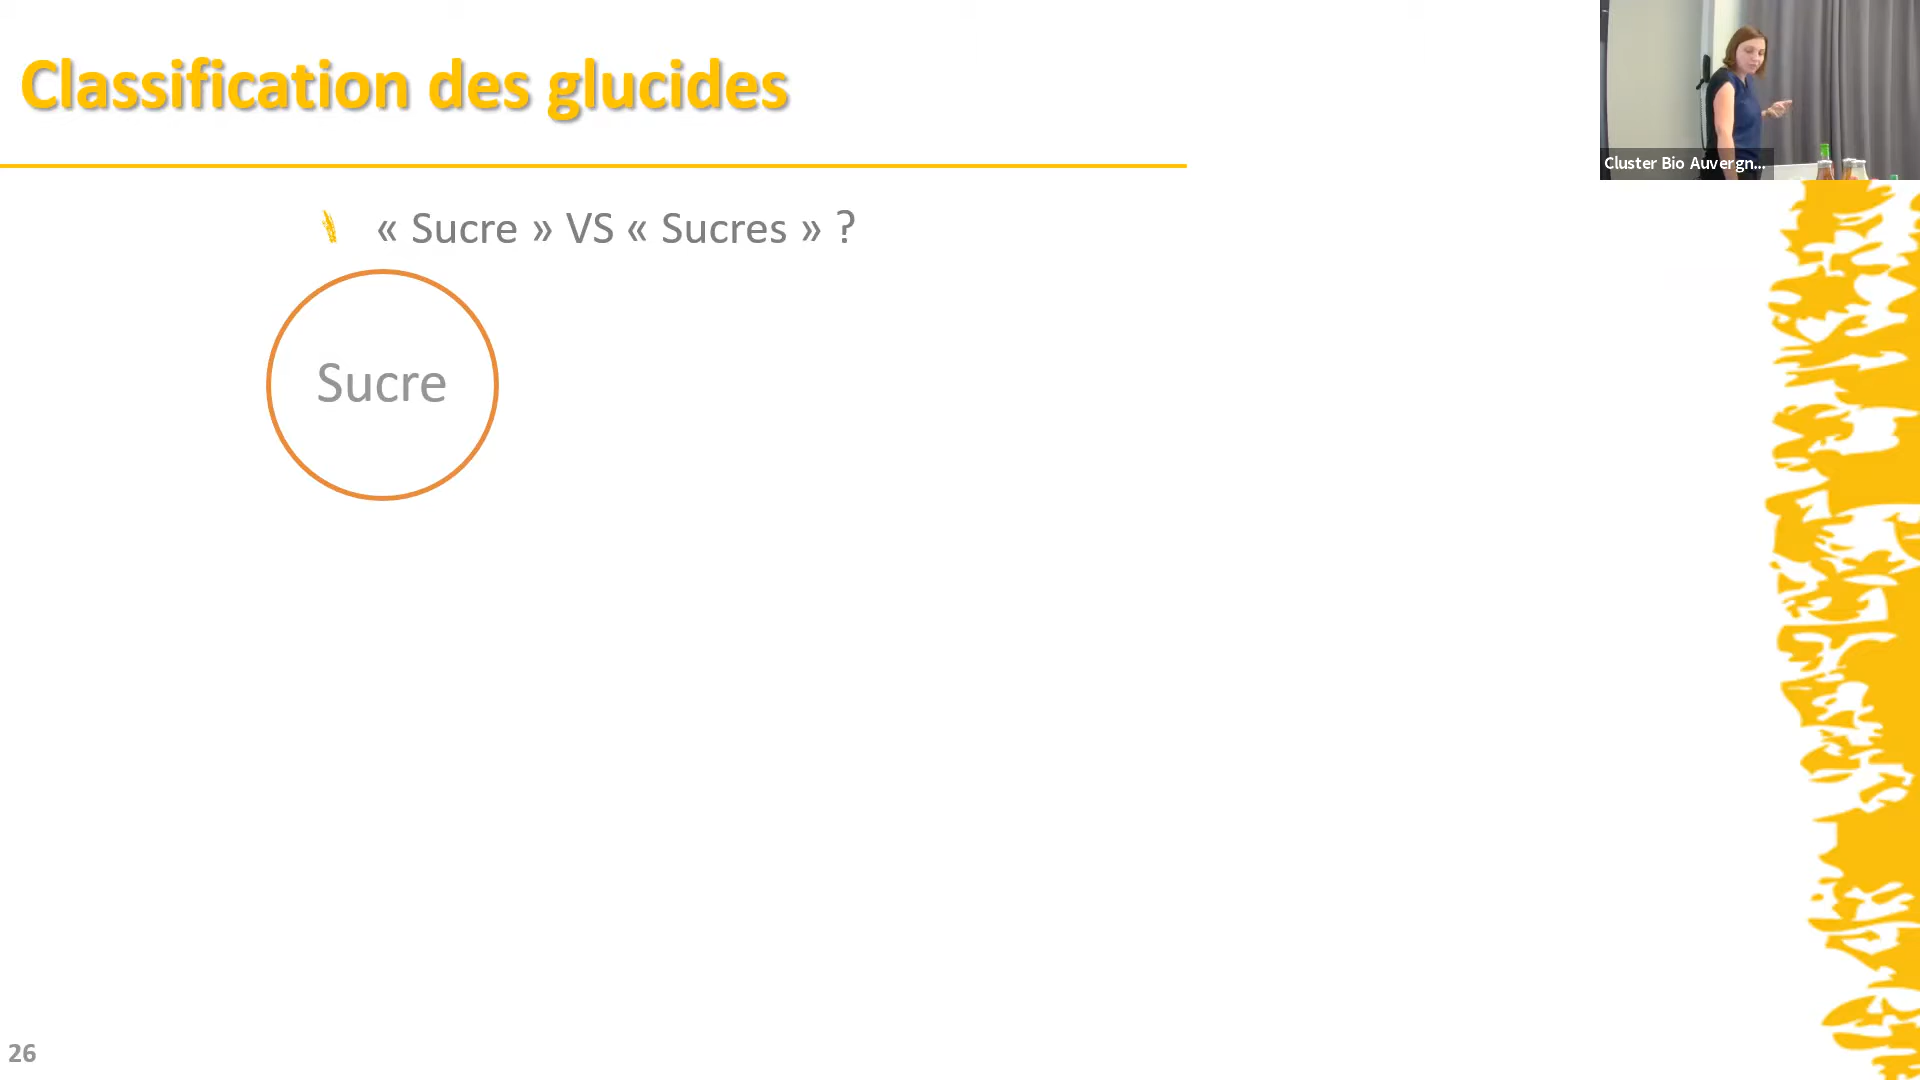 Classification des glucides
Cluster Bio Auvergn...
« Sucre » VS « Sucres » ?
Sucre
26